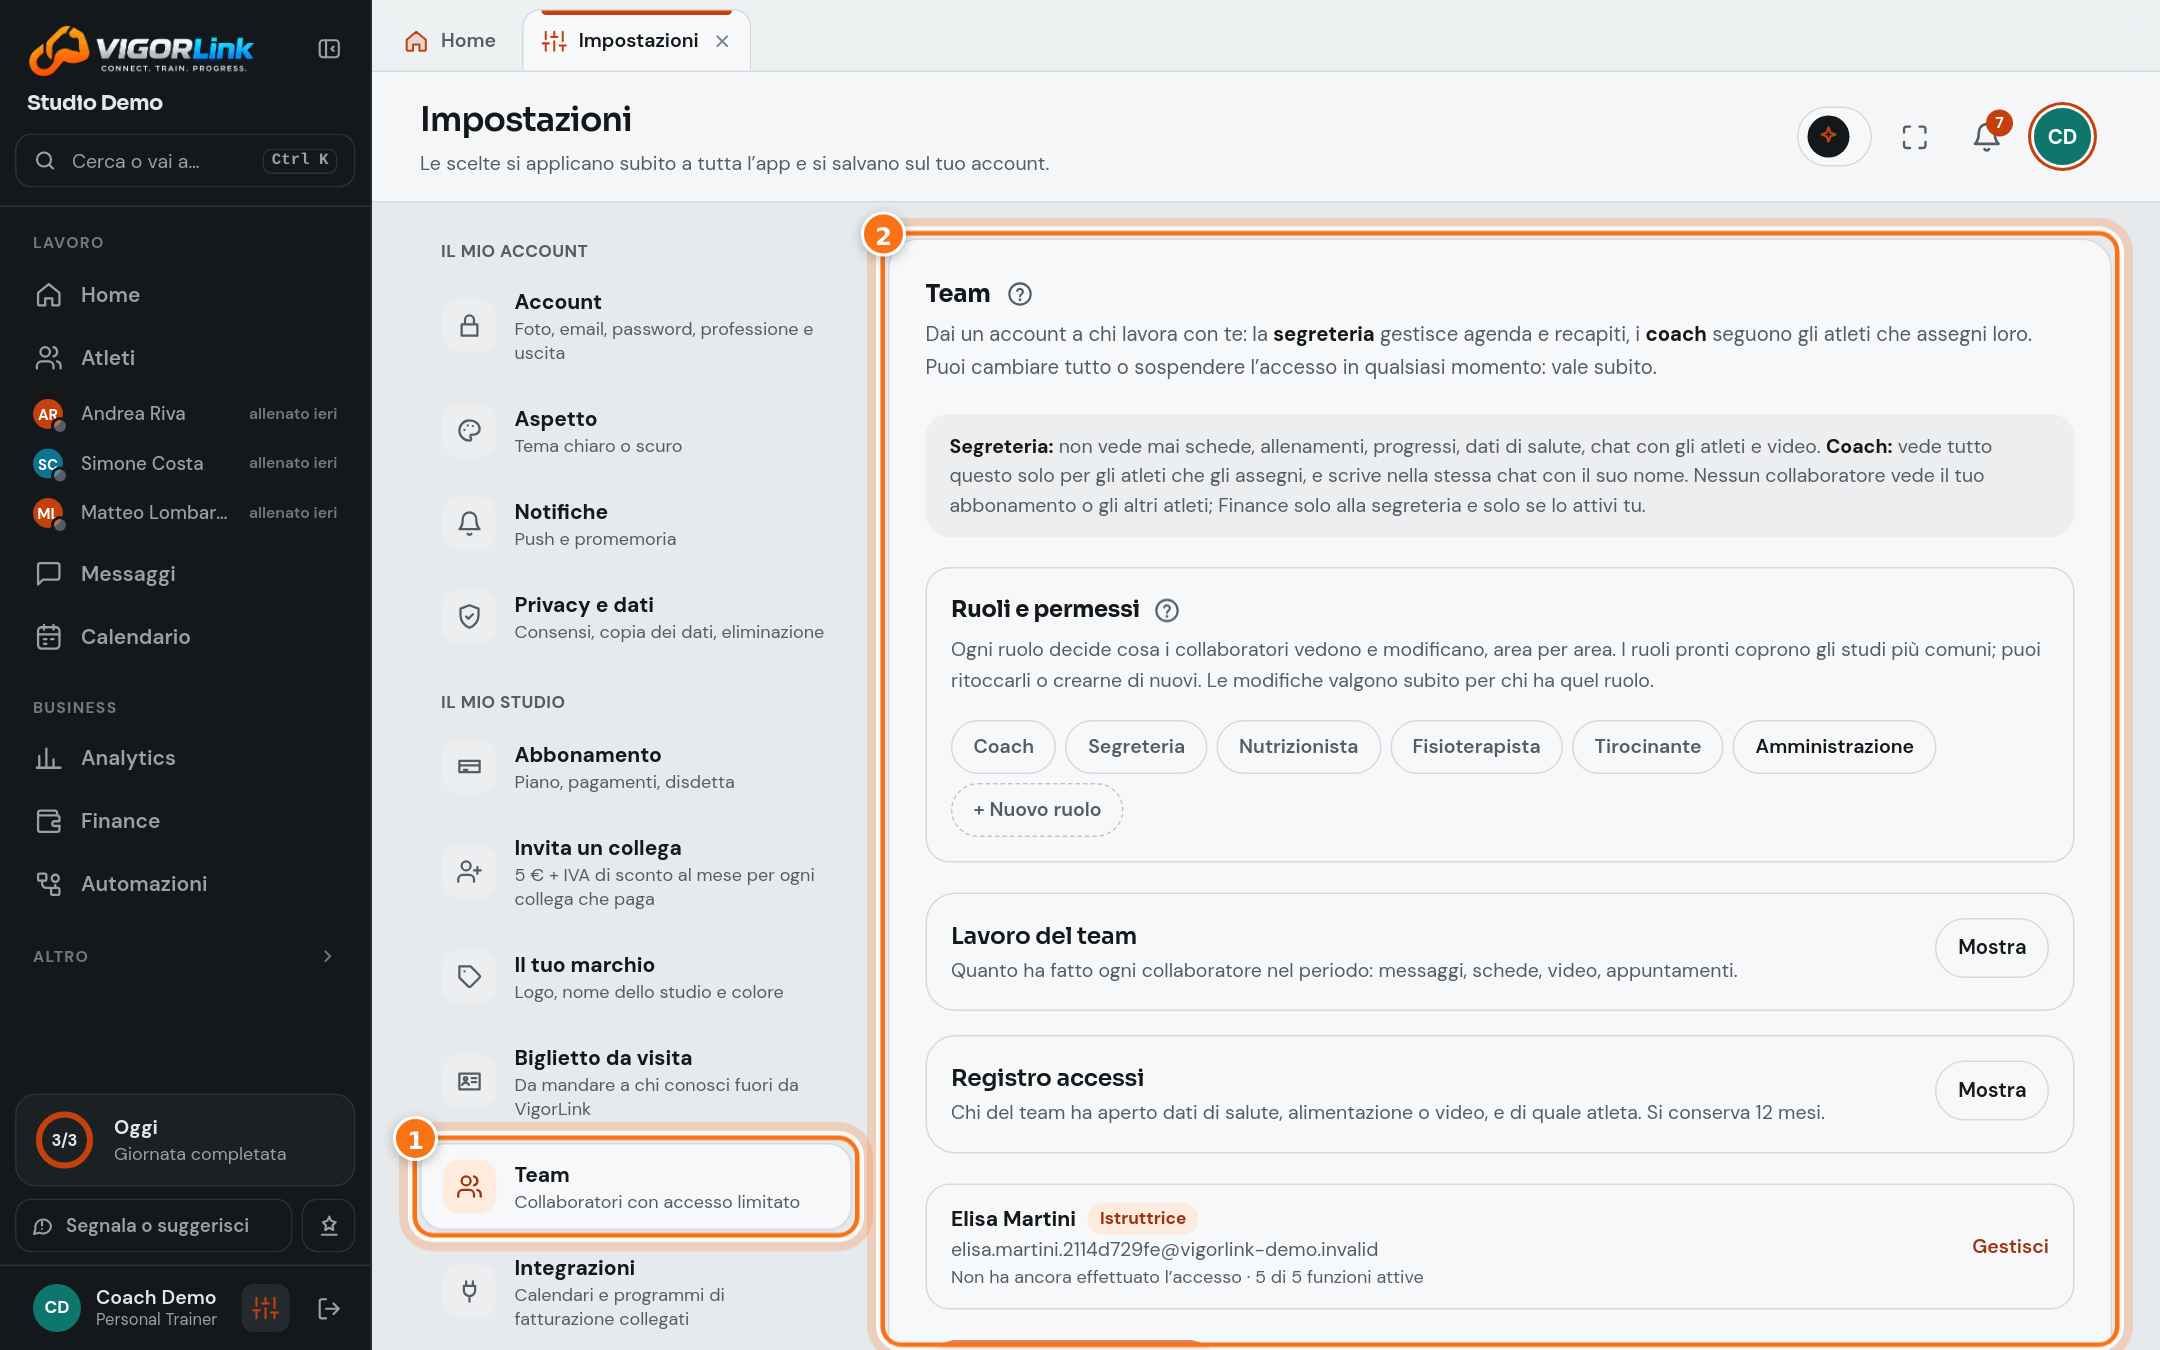 VIGORLink
CONNECT. TRAIN. PROGRESS.
Studio Demo
Cerca o vai a...
Ctrl K
LAVORO
Home
Atleti
AR Andrea Riva allenato ieri
SC Simone Costa allenato ieri
ML Matteo Lombar... allenato ieri
Messaggi
Calendario
BUSINESS
Analytics
Finance
Automazioni
ALTRO
3/3
Oggi
Giornata completata
Segnala o suggerisci
CD
Coach Demo
Personal Trainer
Home
Impostazioni
Impostazioni
Le scelte si applicano subito a tutta l’app e si salvano sul tuo account.
7
CD
IL MIO ACCOUNT
Account
Foto, email, password, professione e
uscita
Aspetto
Tema chiaro o scuro
Notifiche
Push e promemoria
Privacy e dati
Consensi, copia dei dati, eliminazione
IL MIO STUDIO
Abbonamento
Piano, pagamenti, disdetta
Invita un collega
5 € + IVA di sconto al mese per ogni
collega che paga
Il tuo marchio
Logo, nome dello studio e colore
Biglietto da visita
Da mandare a chi conosci fuori da
VigorLink
1
Team
Collaboratori con accesso limitato
Integrazioni
Calendari e programmi di
fatturazione collegati
2
Team
Dai un account a chi lavora con te: la segreteria gestisce agenda e recapiti, i coach seguono gli atleti che assegni loro.
Puoi cambiare tutto o sospendere l’accesso in qualsiasi momento: vale subito.
Segreteria: non vede mai schede, allenamenti, progressi, dati di salute, chat con gli atleti e video. Coach: vede tutto
questo solo per gli atleti che gli assegni, e scrive nella stessa chat con il suo nome. Nessun collaboratore vede il tuo
abbonamento o gli altri atleti; Finance solo alla segreteria e solo se lo attivi tu.
Ruoli e permessi
Ogni ruolo decide cosa i collaboratori vedono e modificano, area per area. I ruoli pronti coprono gli studi più comuni; puoi
ritoccarli o crearne di nuovi. Le modifiche valgono subito per chi ha quel ruolo.
Coach
Segreteria
Nutrizionista
Fisioterapista
Tirocinante
Amministrazione
+ Nuovo ruolo
Lavoro del team
Quanto ha fatto ogni collaboratore nel periodo: messaggi, schede, video, appuntamenti.
Mostra
Registro accessi
Chi del team ha aperto dati di salute, alimentazione o video, e di quale atleta. Si conserva 12 mesi.
Mostra
Elisa Martini Istruttrice
elisa.martini.2114d729fe@vigorlink-demo.invalid
Non ha ancora effettuato l’accesso · 5 di 5 funzioni attive
Gestisci